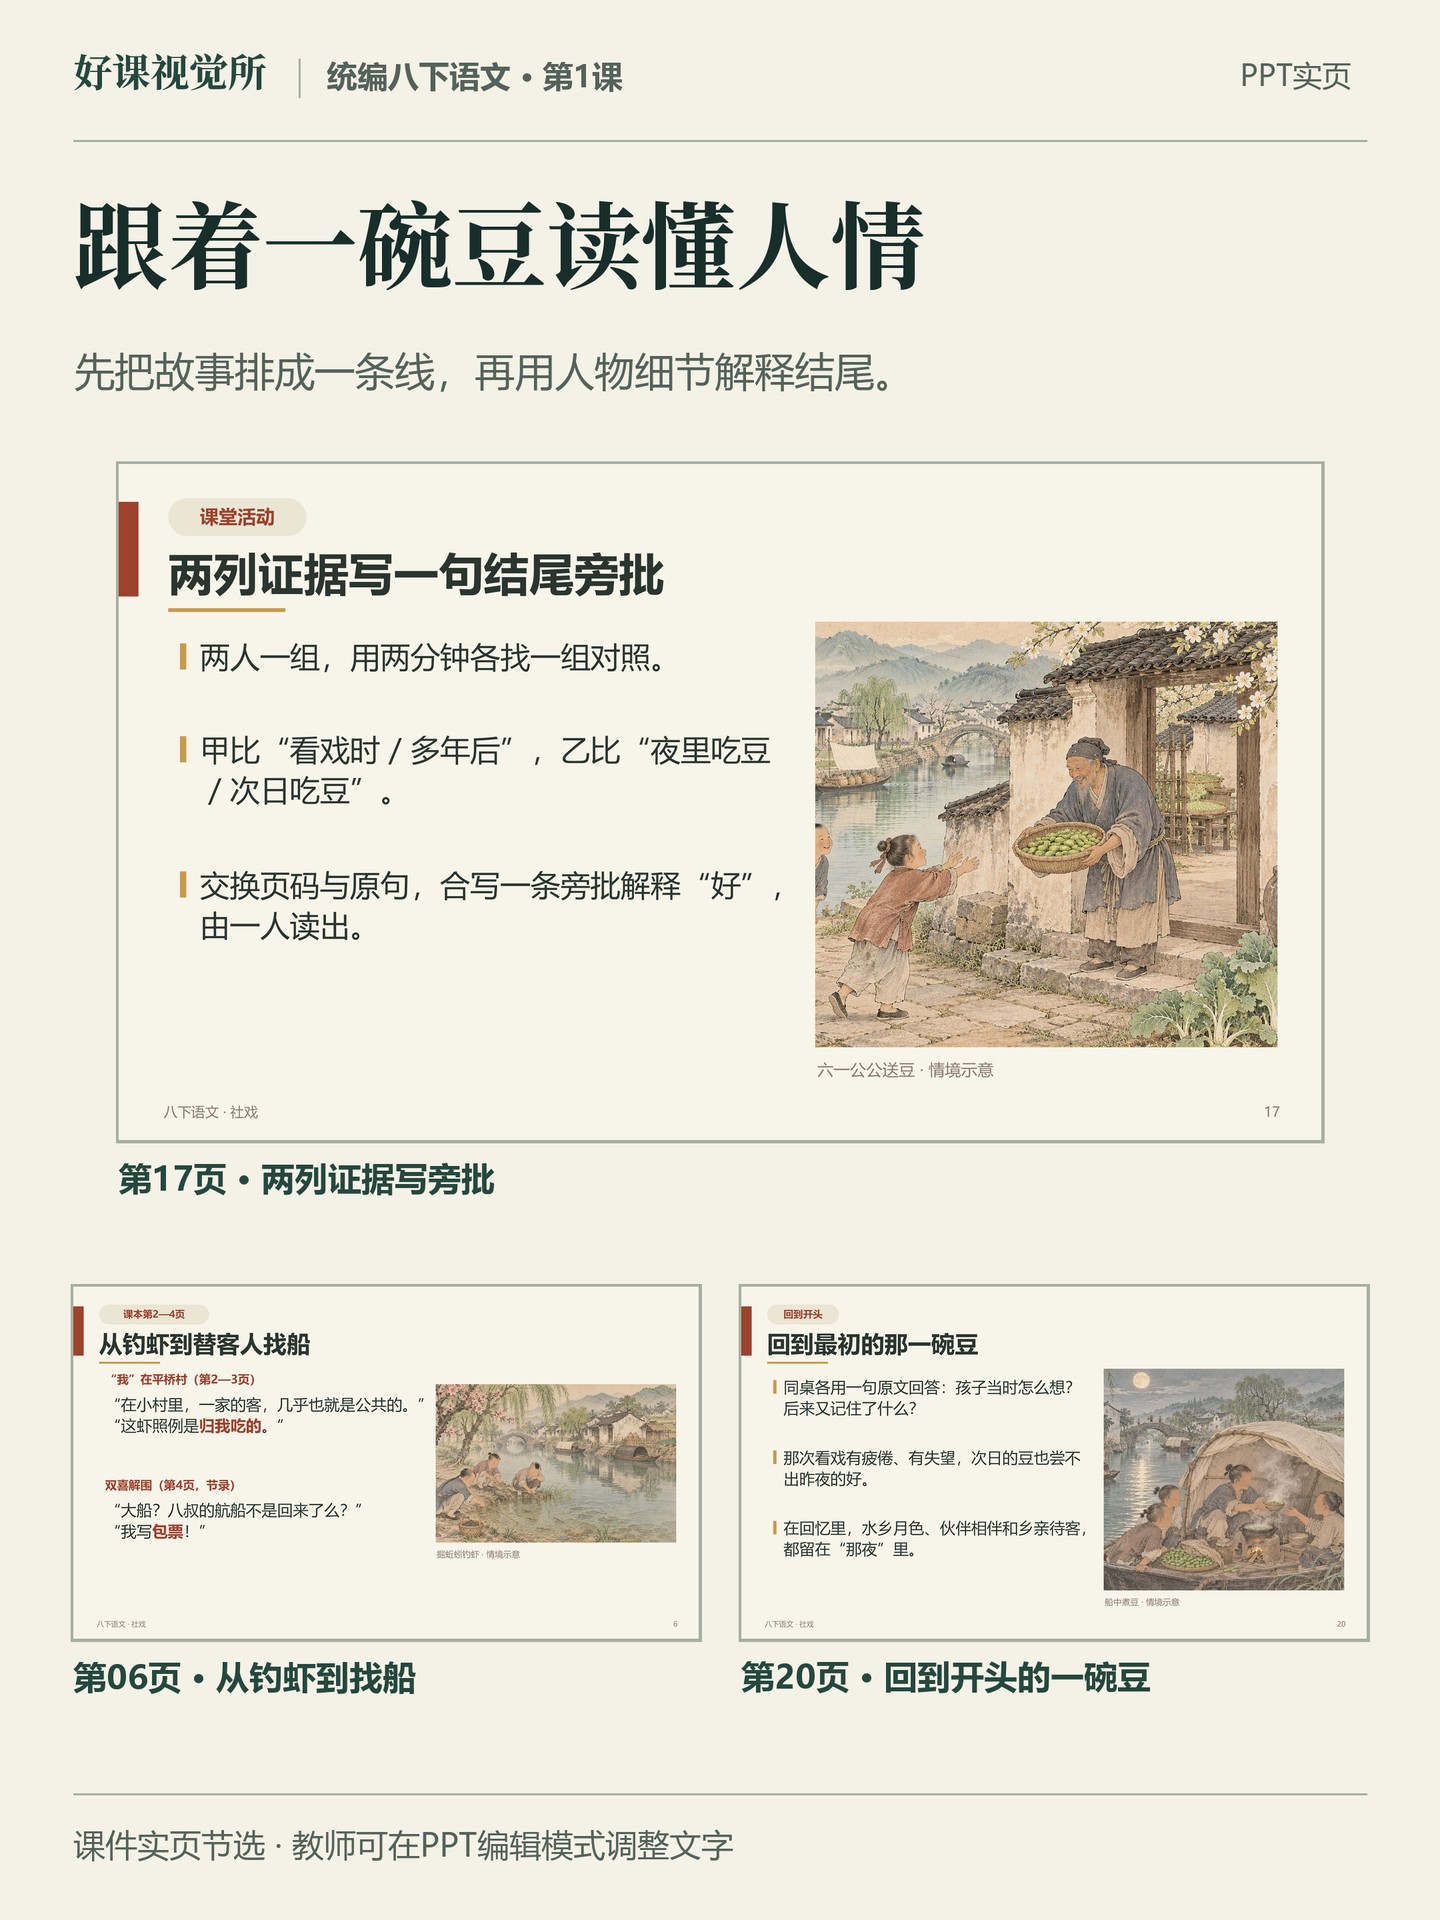 好课视觉所
统编八下语文·第1课
PPT实页
跟着一碗豆读懂人情
先把故事排成一条线，再用人物细节解释结尾。
课堂活动
两列证据写一句结尾旁批
两人一组，用两分钟各找一组对照。
甲比“看戏时 / 多年后”，乙比“夜里吃豆
/ 次日吃豆”。
交换页码与原句，合写一条旁批解释“好”，
由一人读出。
六一公公送豆 · 情境示意
八下语文 · 社戏
17
第17页·两列证据写旁批
课本第2—4页
从钓虾到替客人找船
“我”在平桥村（第2—3页）
“在小村里，一家的客，几乎也就是公共的。”
“这虾照例是归我吃的。”
双喜解围（第4页，节录）
“大船？八叔的航船不是回来了么？”
“我写包票！”
掘蚯蚓钓虾 · 情境示意
八下语文 · 社戏
6
第06页·从钓虾到找船
回到开头
回到最初的那一碗豆
同桌各用一句原文回答：孩子当时怎么想？
后来又记住了什么？
那次看戏有疲倦、有失望，次日的豆也尝不
出昨夜的好。
在回忆里，水乡月色、伙伴相伴和乡亲待客，
都留在“那夜”里。
船中煮豆 · 情境示意
八下语文 · 社戏
20
第20页·回到开头的一碗豆
课件实页节选 · 教师可在PPT编辑模式调整文字